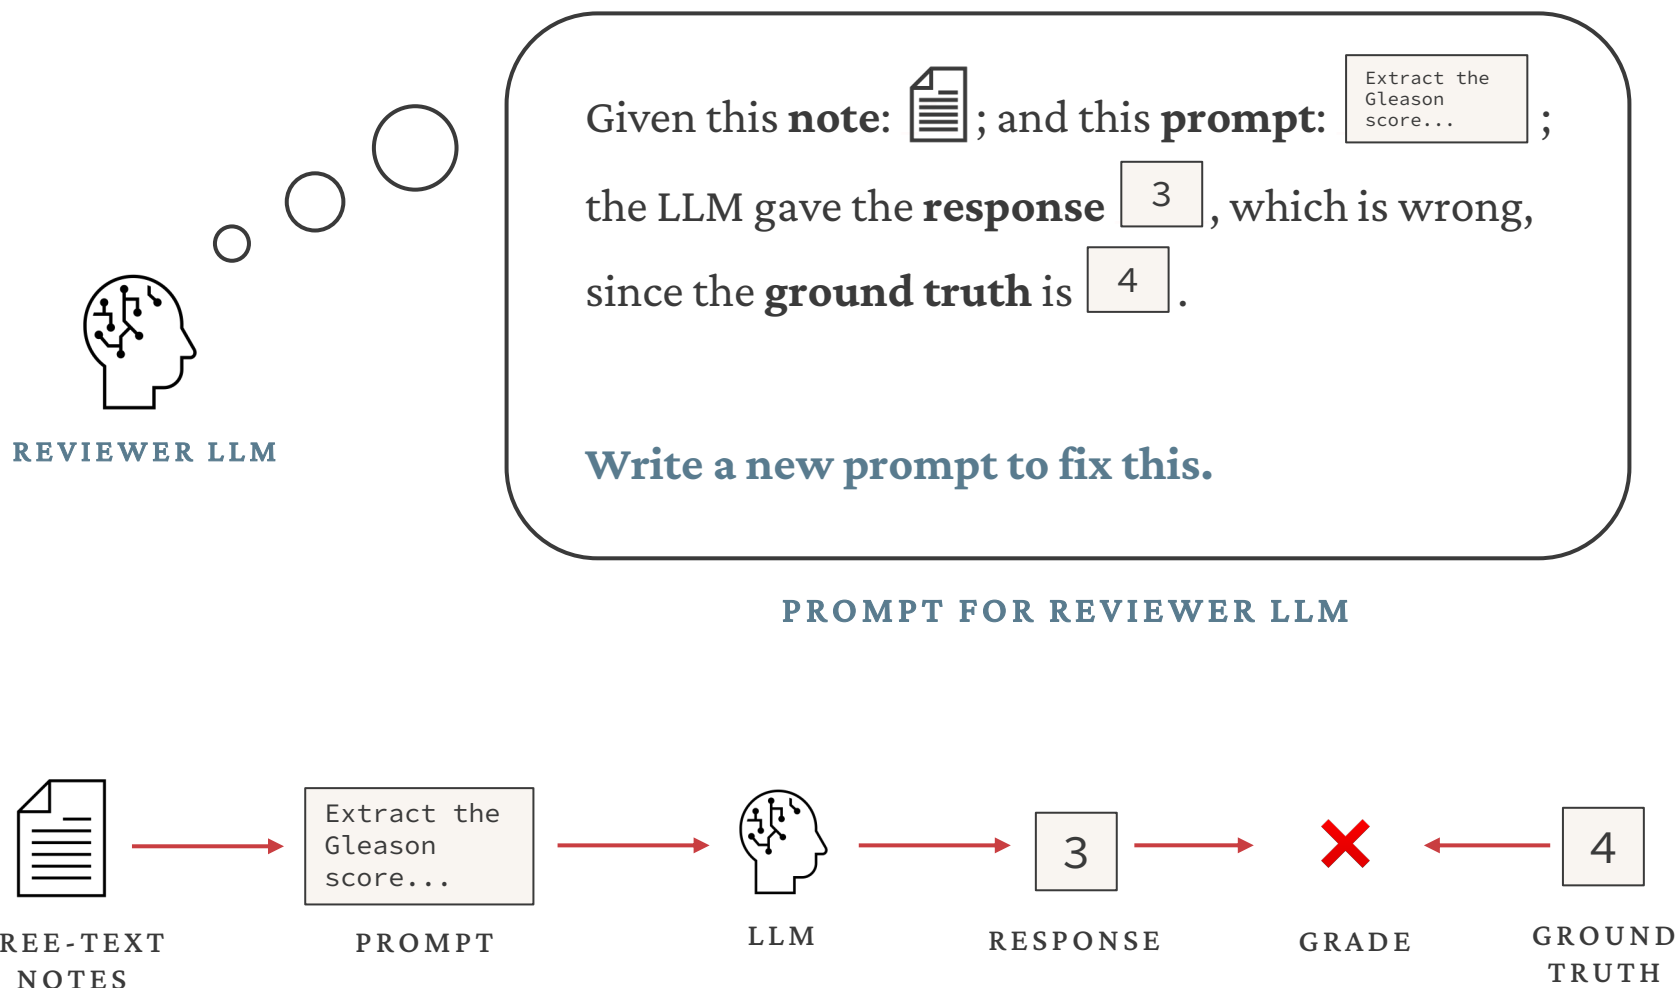 Extract the
Gleason
score...
Given this note: ; and this prompt: ;
the LLM gave the response 3 , which is wrong,
since the ground truth is 4 .
REVIEWER LLM
Write a new prompt to fix this.
PROMPT FOR REVIEWER LLM
Extract the
Gleason
score...
3
4
REE-TEXT
NOTES
PROMPT
LLM
RESPONSE
GRADE
GROUND
TRUTH